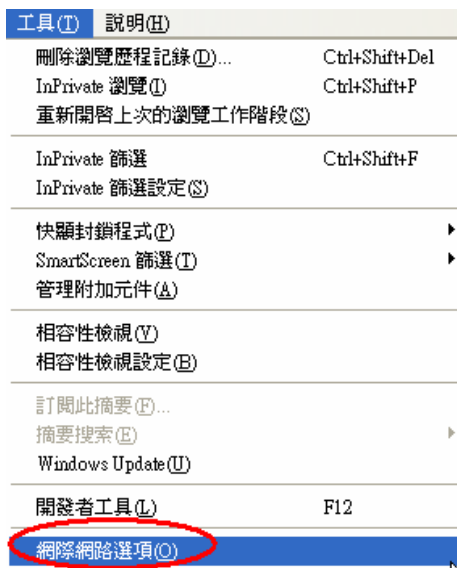 工具(T) 說明(H)
刪除瀏覽歷程記錄(D)... Ctrl+Shift+Del
InPrivate 瀏覽(I) Ctrl+Shift+P
重新開啓上次的瀏覽工作階段(S)
InPrivate 篩選 Ctrl+Shift+F
InPrivate 篩選設定(S)
快顯封鎖程式(P)
SmartScreen 篩選(T)
管理附加元件(A)
相容性檢視(V)
相容性檢視設定(B)
訂閱此摘要(F)...
摘要搜索(E)
Windows Update(U)
開發者工具(L) F12
網際網路選項(O)